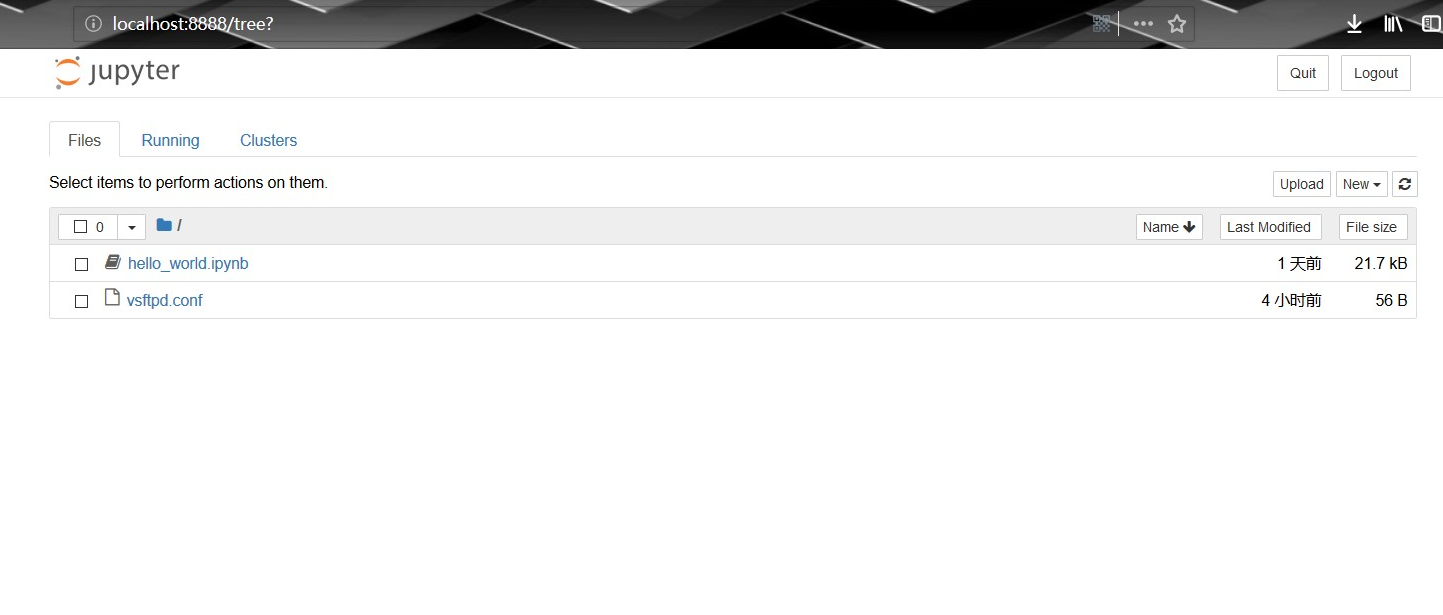 localhost:8888/tree?
jupyter
Quit Logout
Files Running Clusters
Select items to perform actions on them.
Upload New
0 / Name Last Modified File size
hello_world.ipynb 1 天前 21.7 kB
vsftpd.conf 4 小时前 56 B